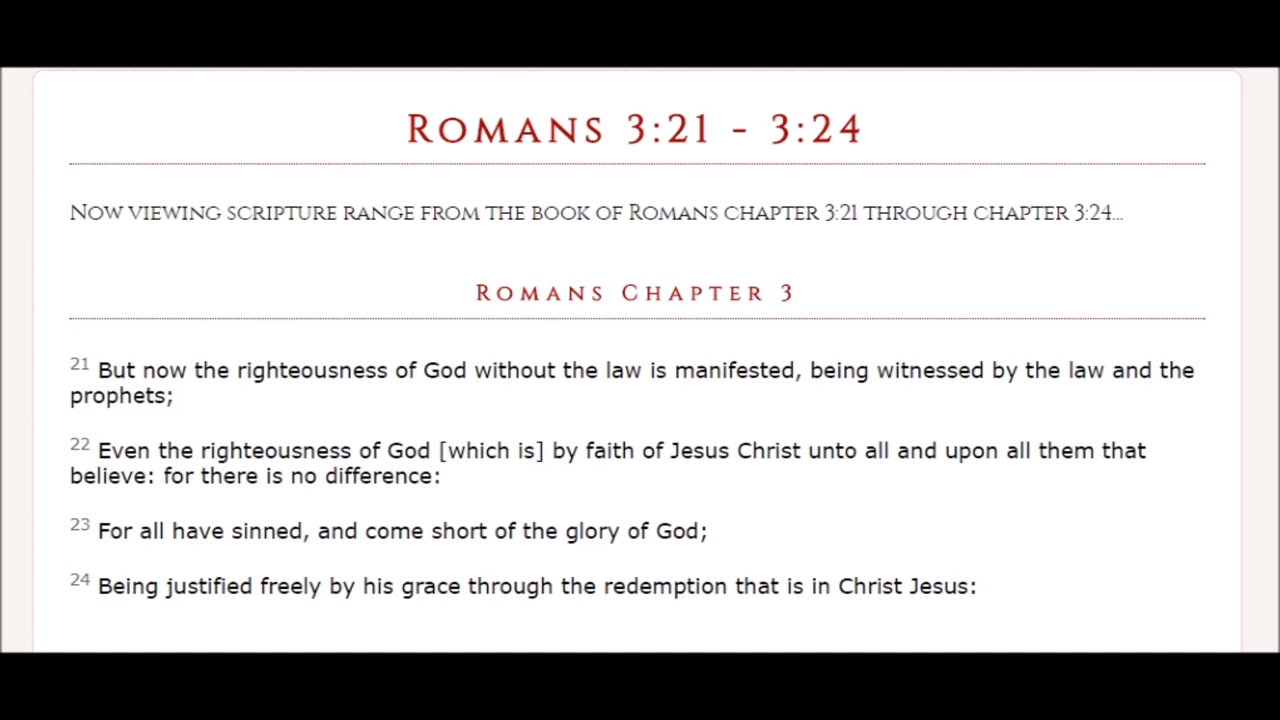 Romans 3:21 - 3:24
Now viewing scripture range from the book of Romans chapter 3:21 through chapter 3:24...
Romans Chapter 3
21 But now the righteousness of God without the law is manifested, being witnessed by the law and the
prophets;
22 Even the righteousness of God [which is] by faith of Jesus Christ unto all and upon all them that
believe: for there is no difference:
23 For all have sinned, and come short of the glory of God;
24 Being justified freely by his grace through the redemption that is in Christ Jesus: